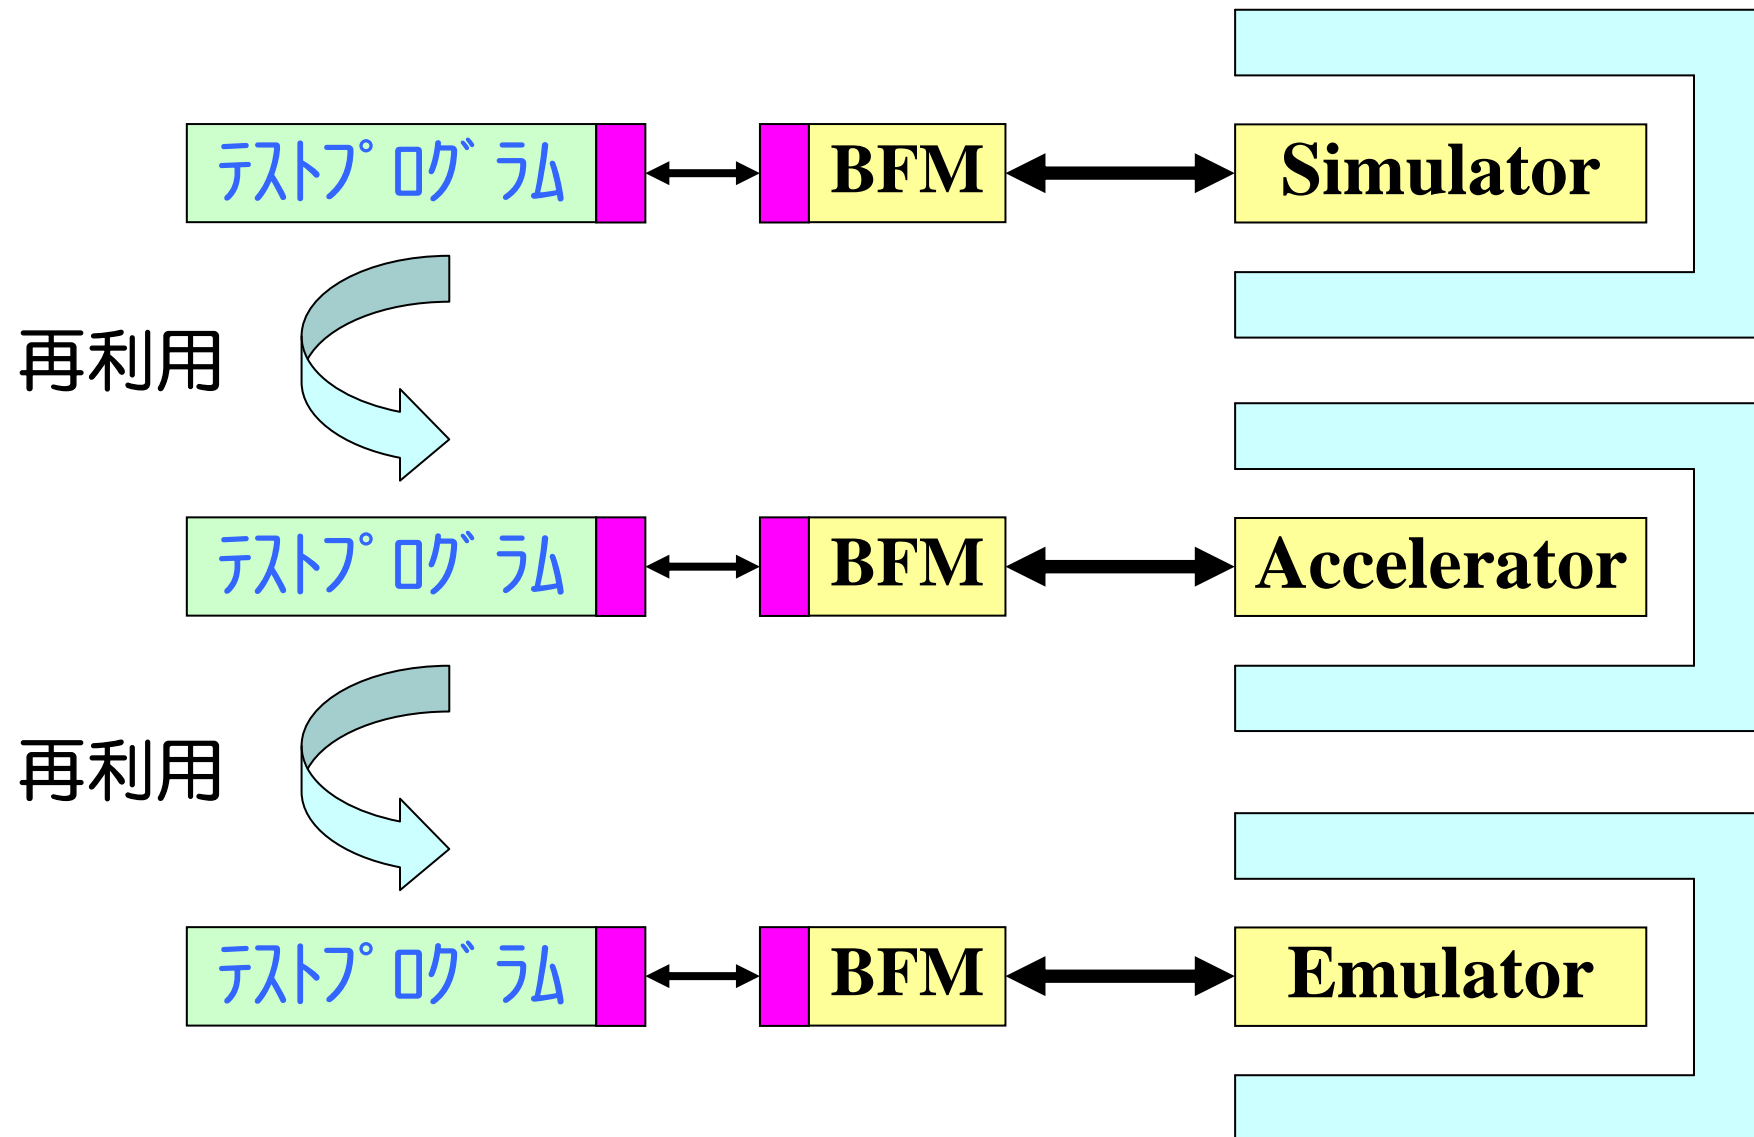 ﾃｽﾄﾌﾟﾛｸﾞﾗﾑ BFM Simulator
再利用
ﾃｽﾄﾌﾟﾛｸﾞﾗﾑ BFM Accelerator
再利用
ﾃｽﾄﾌﾟﾛｸﾞﾗﾑ BFM Emulator